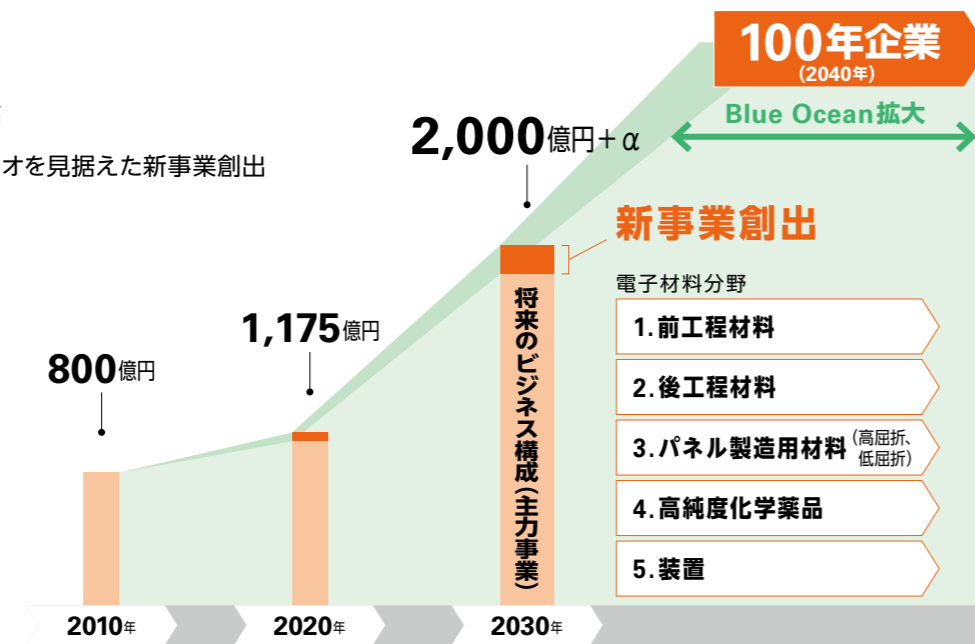 100年企業
(2040年)
Blue Ocean拡大
オを見据えた新事業創出
2,000億円+α
新事業創出
電子材料分野
1.前工程材料
2.後工程材料
3.パネル製造用材料(高屈折、
低屈折)
4.高純度化学薬品
5.装置
1,175億円
800億円
将来のビジネス構成(主力事業)
2010年
2020年
2030年